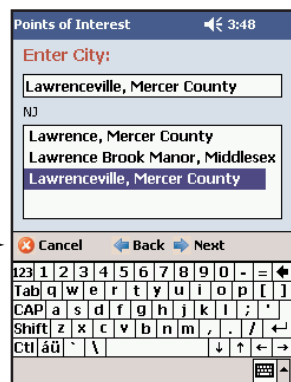 Points of Interest 3:48
Enter City:
Lawrenceville, Mercer County
NJ
Lawrence, Mercer County
Lawrence Brook Manor, Middlesex
Lawrenceville, Mercer County
Cancel Back Next
123 1 2 3 4 5 6 7 8 9 0 - =
Tab q w e r t y u i o p [ ]
CAP a s d f g h j k l ; '
Shift z x c v b n m , . /
Ctl áü ` \